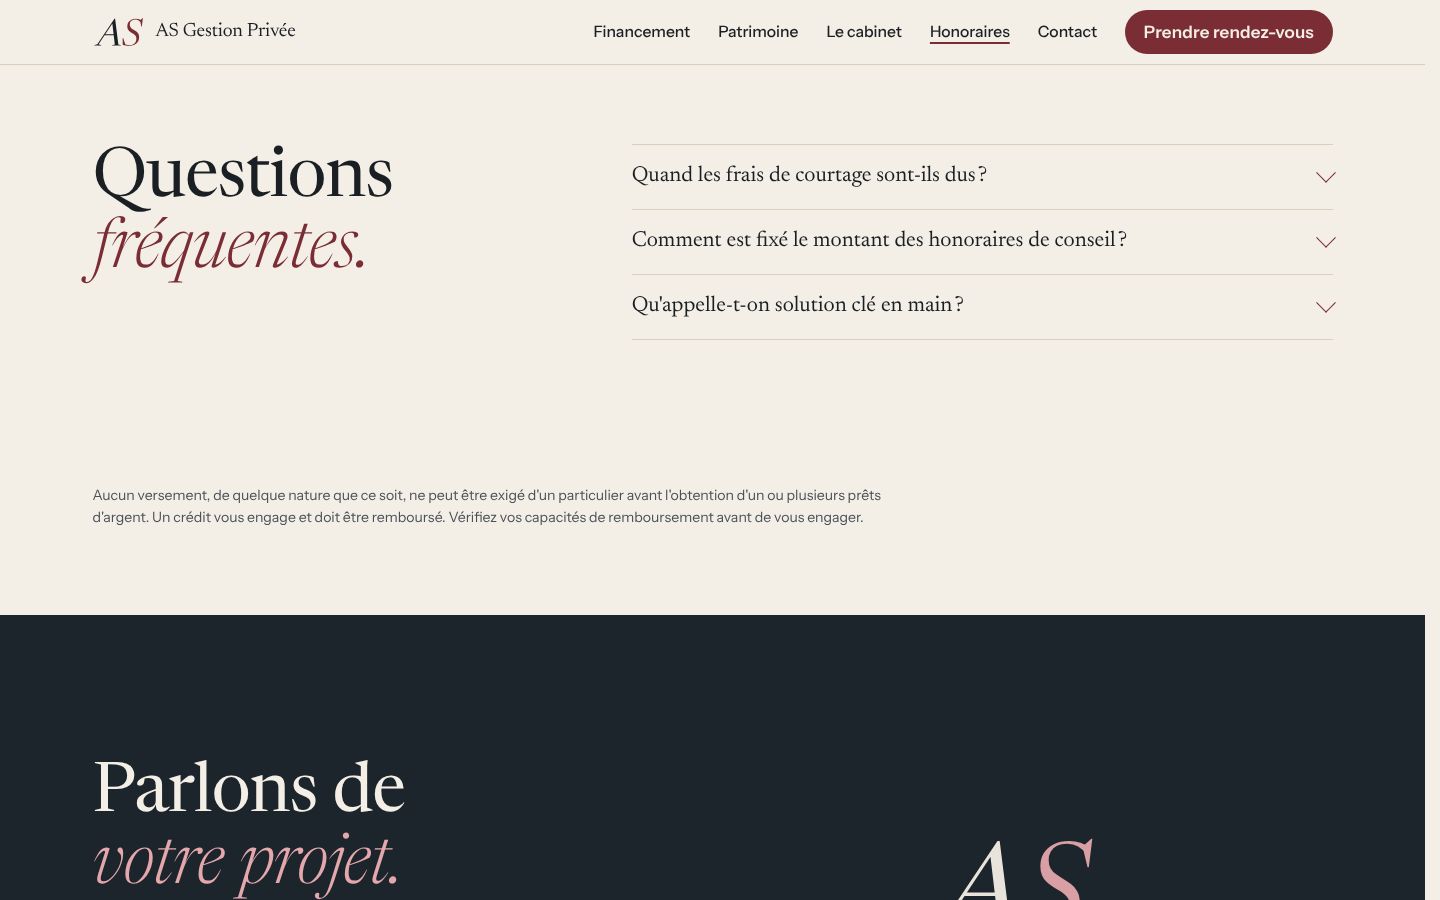 AS AS Gestion Privée Financement Patrimoine Le cabinet Honoraires Contact Prendre rendez-vous
Questions
fréquentes.
Quand les frais de courtage sont-ils dus ?
Comment est fixé le montant des honoraires de conseil ?
Qu'appelle-t-on solution clé en main ?
Aucun versement, de quelque nature que ce soit, ne peut être exigé d'un particulier avant l'obtention d'un ou plusieurs prêts
d'argent. Un crédit vous engage et doit être remboursé. Vérifiez vos capacités de remboursement avant de vous engager.
Parlons de
votre projet.
AS